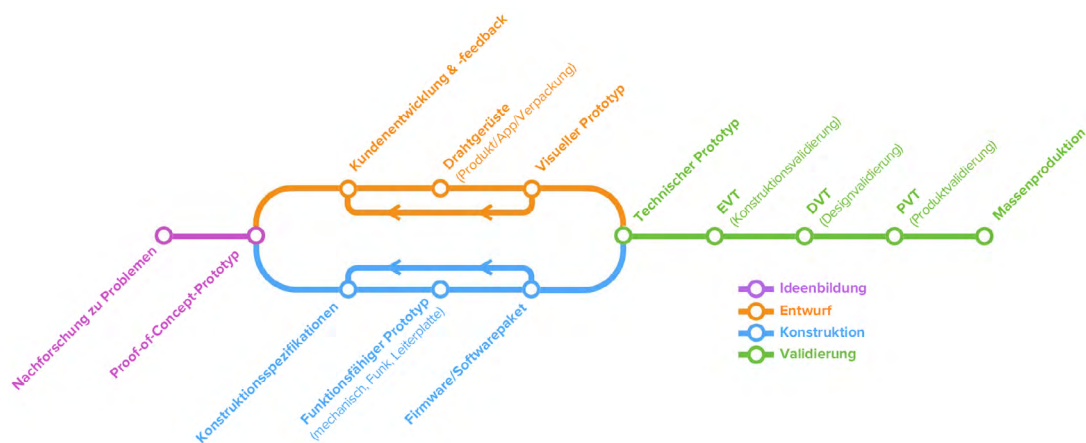 Nachforschung zu Problemen
Proof-of-Concept-Prototyp
Kundenentwicklung & -feedback
Drahtgerüste
(Produkt/App/Verpackung)
Visueller Prototyp
Konstruktionsspezifikationen
Funktionsfähiger Prototyp
(mechanisch, Funk, Leiterplatte)
Firmware/Softwarepaket
Technischer Prototyp
EVT
(Konstruktionsvalidierung)
DVT
(Designvalidierung)
PVT
(Produktvalidierung)
Massenproduktion
Ideenbildung
Entwurf
Konstruktion
Validierung